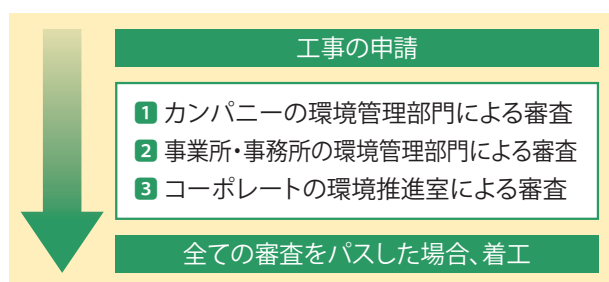 工事の申請
1 カンパニーの環境管理部門による審査
2 事業所・事務所の環境管理部門による審査
3 コーポレートの環境推進室による審査
全ての審査をパスした場合、着工